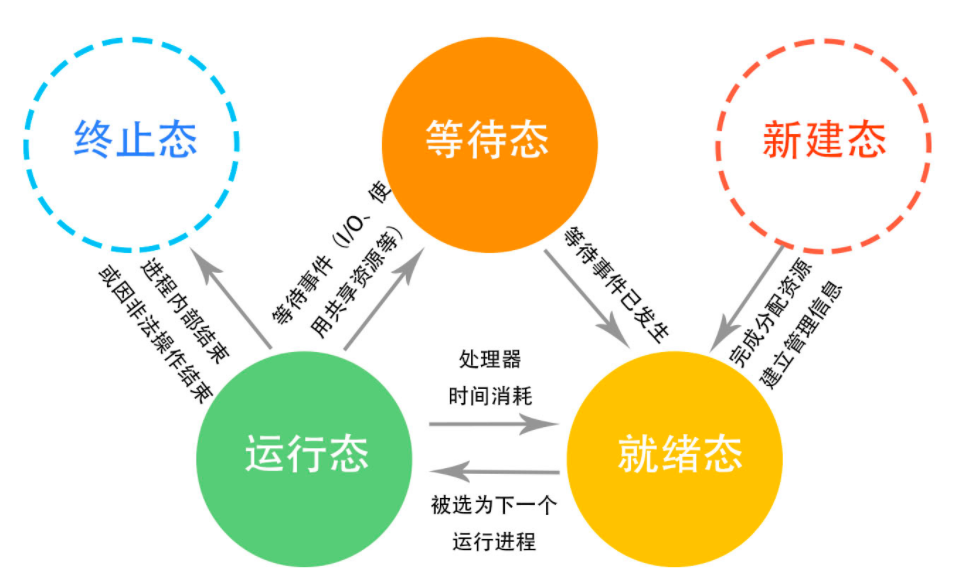 终止态
等待态
新建态
等待事件（I/O、使
用共享资源等）
等待事件已发生
进程内部结束
或因非法操作结束
完成分配资源
建立管理信息
处理器
时间消耗
运行态
就绪态
被选为下一个
运行进程